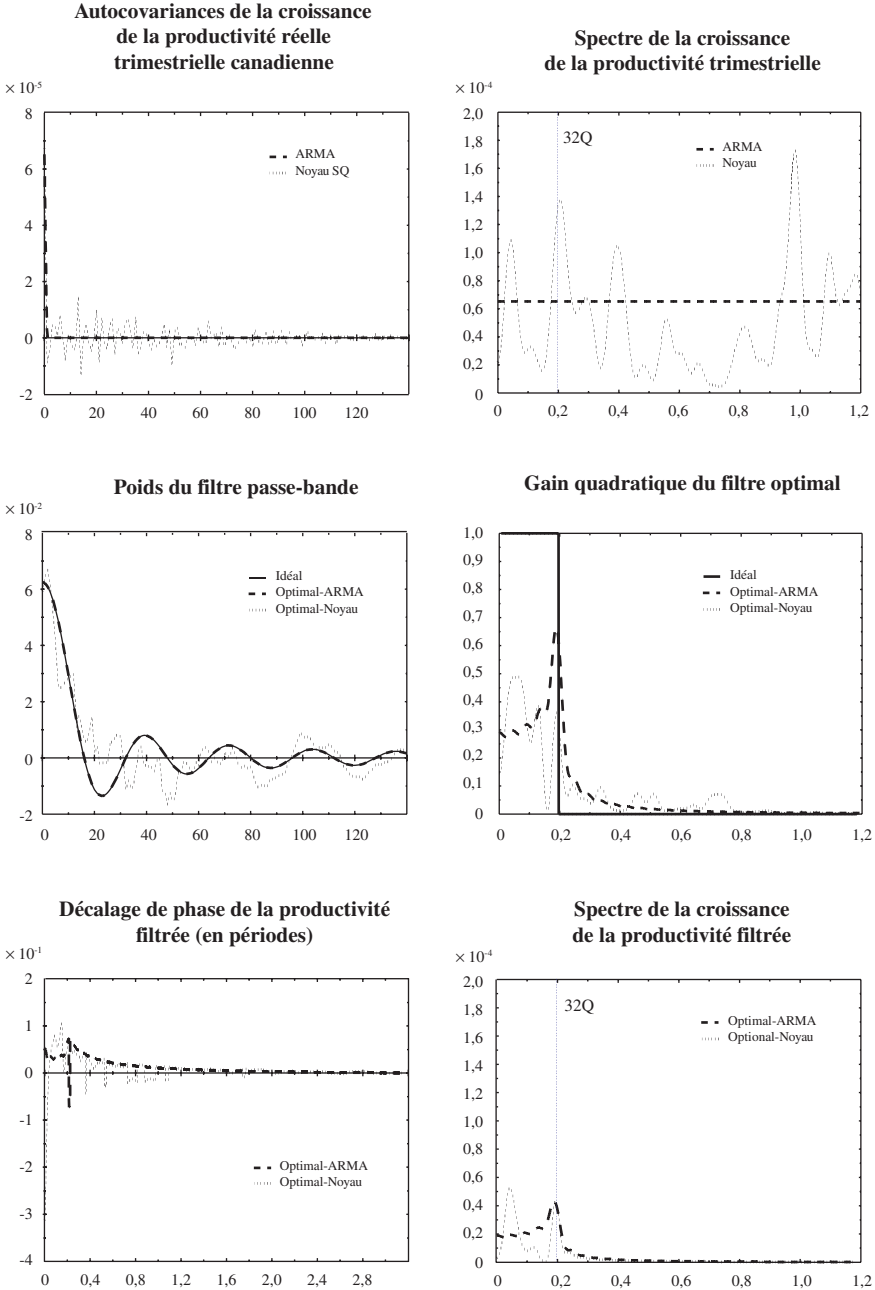 Autocovariances de la croissance
de la productivité réelle
trimestrielle canadienne
× 10-5
8
6
4
2
0
-2
0 20 40 60 80 100 120
ARMA
Noyau SQ
Spectre de la croissance
de la productivité trimestrielle
× 10-4
2,0
1,8
1,6
1,4
1,2
1,0
0,8
0,6
0,4
0,2
0
0 0,2 0,4 0,6 0,8 1,0 1,2
32Q
ARMA
Noyau
Poids du filtre passe-bande
× 10-2
8
6
4
2
0
-2
0 20 40 60 80 100 120
Idéal
Optimal-ARMA
Optimal-Noyau
Gain quadratique du filtre optimal
1,0
0,9
0,8
0,7
0,6
0,5
0,4
0,3
0,2
0,1
0
0 0,2 0,4 0,6 0,8 1,0 1,2
Idéal
Optimal-ARMA
Optimal-Noyau
Décalage de phase de la productivité
filtrée (en périodes)
× 10-1
2
1
0
-1
-2
-3
-4
0 0,4 0,8 1,2 1,6 2,0 2,4 2,8
Optimal-ARMA
Optimal-Noyau
Spectre de la croissance
de la productivité filtrée
× 10-4
2,0
1,8
1,6
1,4
1,2
1,0
0,8
0,6
0,4
0,2
0
0 0,2 0,4 0,6 0,8 1,0 1,2
32Q
Optimal-ARMA
Optional-Noyau